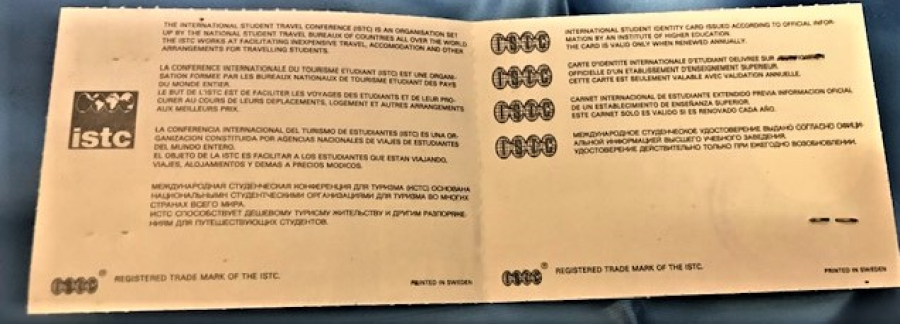 THE INTERNATIONAL STUDENT TRAVEL CONFERENCE (ISTC) IS AN ORGANISATION SET
UP BY THE NATIONAL STUDENT TRAVEL BUREAUX OF COUNTRIES ALL OVER THE WORLD
THE ISTC WORKS AT FACILITATING INEXPENSIVE TRAVEL, ACCOMODATION AND OTHER
ARRANGEMENTS FOR TRAVELLING STUDENTS.
LA CONFERENCE INTERNATIONALE DU TOURISME ETUDIANT (ISTC) EST UNE ORGANI-
SATION FORMEE PAR LES BUREAUX NATIONAUX DE TOURISME ETUDIANT DES PAYS
DU MONDE ENTIER.
LE BUT DE L'ISTC EST DE FACILITER LES VOYAGES DES ETUDIANTS ET DE LEUR PRO-
CURER AU COURS DE LEURS DEPLACEMENTS, LOGEMENT ET AUTRES ARRANGEMENTS
AUX MEILLEURS PRIX.
istc
LA CONFERENCIA INTERNACIONAL DEL TURISMO DE ESTUDIANTES (ISTC) ES UNA OR-
GANIZACION CONSTITUIDA POR AGENCIAS NACIONALES DE VIAJES DE ESTUDIANTES
DEL MUNDO ENTERO.
EL OBJETO DE LA ISTC ES FACILITAR A LOS ESTUDIANTES QUE ESTAN VIAJANDO,
VIAJES, ALOJAMIENTOS Y DEMAS A PRECIOS MODICOS.
МЕЖДУНАРОДНАЯ СТУДЕНЧЕСКАЯ КОНФЕРЕНЦИЯ ДЛЯ ТУРИЗМА (ИСТС) ОСНОВАНА
НАЦИОНАЛЬНЫМИ СТУДЕНТЧЕСКИМИ ОРГАНИЗАЦИЯМИ ДЛЯ ТУРИЗМА ВО МНОГИХ
СТРАНАХ ВСЕГО МИРА.
ИСТС СПОСОБСТВУЕТ ДЕШЕВОМУ ТУРИСМУ ЖИТЕЛЬСТВУ И ДРУГИМ РАЗПОРЯЖЕ-
НИЯМ ДЛЯ ПУТЕШЕСТВУЮЩИХ СТУДЕНТОВ.
ISTC® REGISTERED TRADE MARK OF THE ISTC.
PRINTED IN SWEDEN
ISTC
INTERNATIONAL STUDENT IDENTITY CARD ISSUED ACCORDING TO OFFICIAL INFOR-
MATION BY AN INSTITUTE OF HIGHER EDUCATION.
THE CARD IS VALID ONLY WHEN RENEWED ANNUALLY.
ISTC
CARTE D'IDENTITE INTERNATIONALE D'ETUDIANT DELIVREE SUR
OFFICIELLE D'UN ETABLISSEMENT D'ENSEIGNEMENT SUPERIEUR.
CETTE CARTE EST SEULEMENT VALABLE AVEC VALIDATION ANNUELLE.
ISTC
CARNET INTERNACIONAL DE ESTUDIANTE EXTENDIDO PREVIA INFORMACION OFICIAL
DE UN ESTABLECIMIENTO DE ENSEÑANZA SUPERIOR.
ESTE CARNET SOLO ES VALIDO SI ES RENOVADO CADA AÑO.
ISTC
МЕЖДУНАРОДНОЕ СТУДЕНЧЕСКОЕ УДОСТОВЕРЕНИЕ ВЫДАНО СОГЛАСНО ОФИЦИ-
АЛЬНОЙ ИНФОРМАЦИИ ВЫСШЕГО УЧЕБНОГО ЗАВЕДЕНИЯ.
УДОСТОВЕРЕНИЕ ДЕЙСТВИТЕЛЬНО ТОЛЬКО ПРИ ЕЖЕГОДНО ВОЗОБНОВЛЕНИИ.
ISTC® REGISTERED TRADE MARK OF THE ISTC.
PRINTED IN SWEDEN